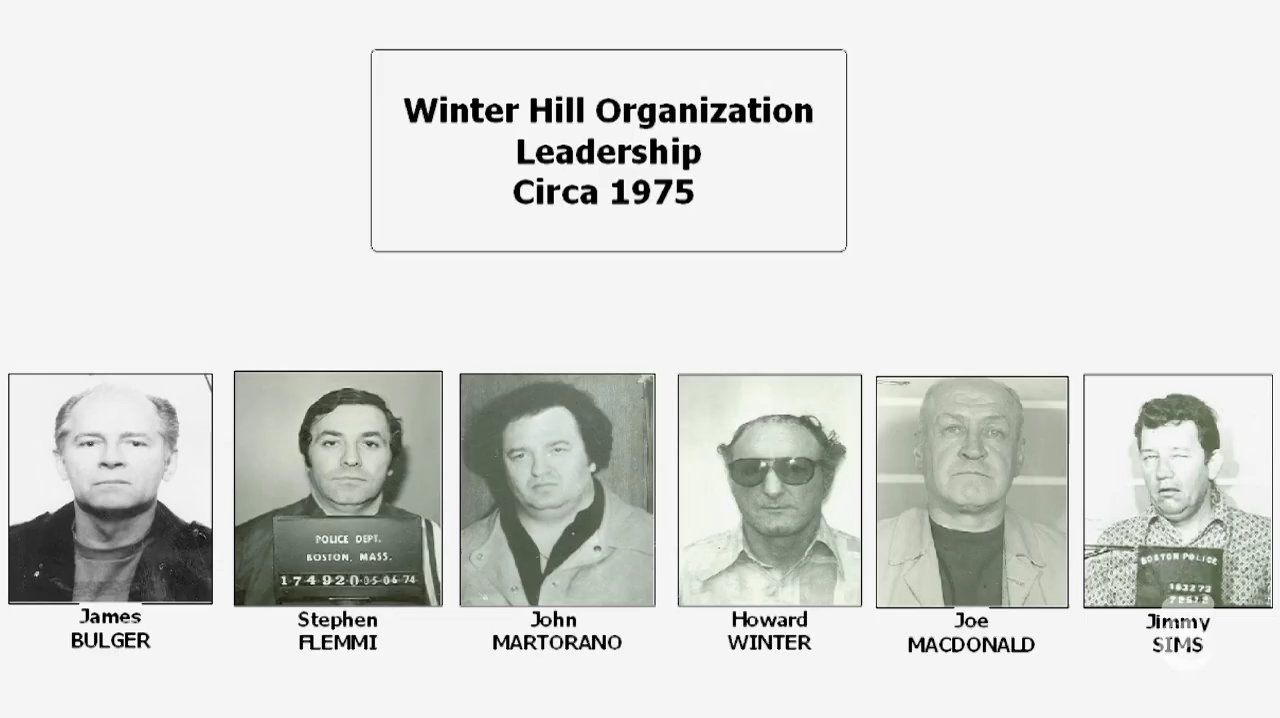 Winter Hill Organization
Leadership
Circa 1975
POLICE DEPT.
BOSTON, MASS.
174920 05 06 74
BOSTON POLICE
James
BULGER
Stephen
FLEMMI
John
MARTORANO
Howard
WINTER
Joe
MACDONALD
Jimmy
SIMS